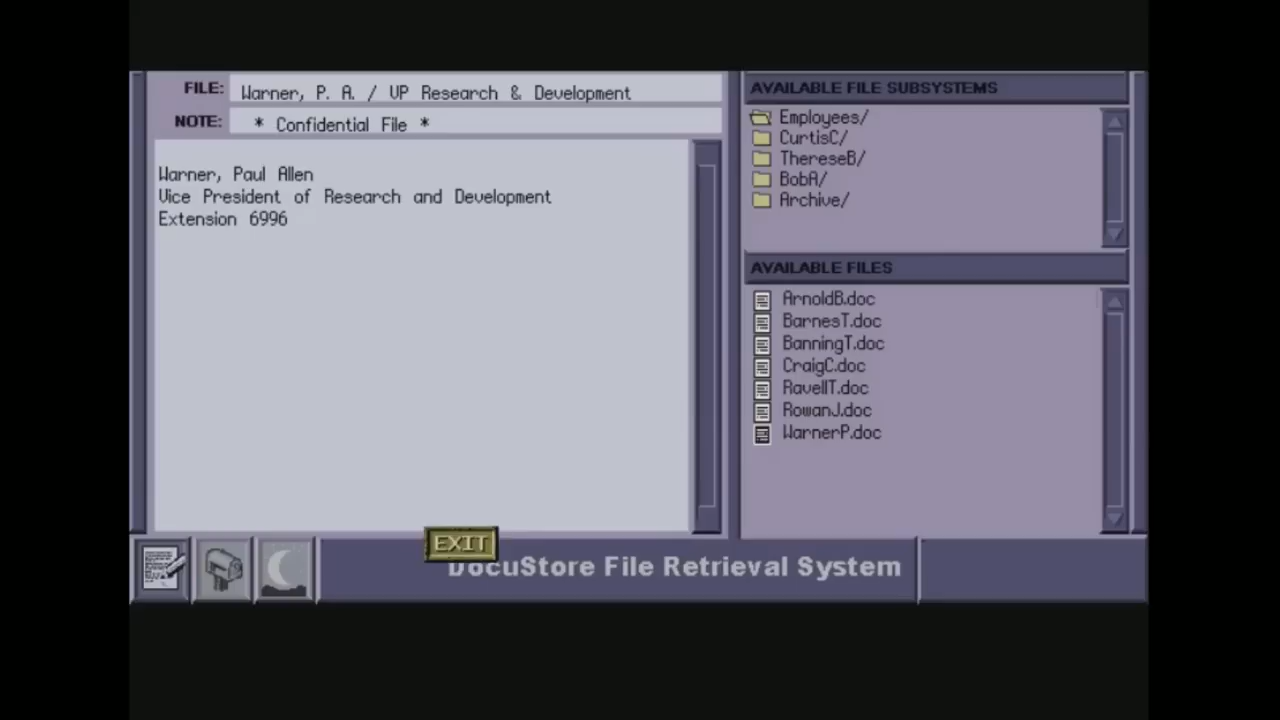 FILE: Warner, P. A. / VP Research & Development
NOTE: * Confidential File *
Warner, Paul Allen
Vice President of Research and Development
Extension 6996
AVAILABLE FILE SUBSYSTEMS
Employees/
CurtisC/
ThereseB/
BobA/
Archive/
AVAILABLE FILES
ArnoldB.doc
BarnesT.doc
BanningT.doc
CraigC.doc
RavellT.doc
RowanJ.doc
WarnerP.doc
EXIT
DocuStore File Retrieval System